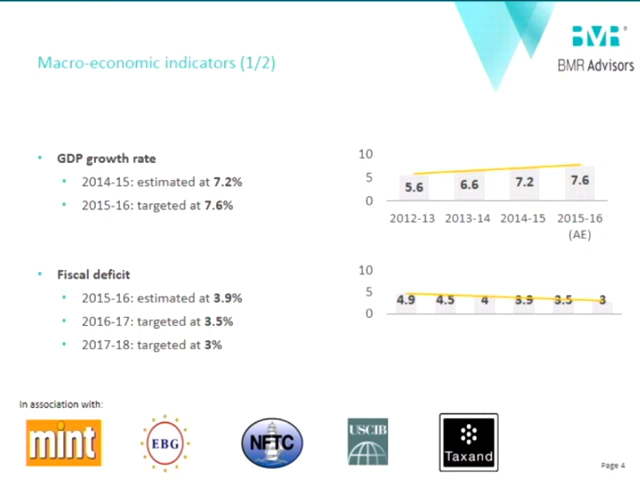 BMR
BMR Advisors
Macro-economic indicators (1/2)
• GDP growth rate
• 2014-15: estimated at 7.2%
• 2015-16: targeted at 7.6%
10
5
0
5.6 6.6 7.2 7.6
2012-13 2013-14 2014-15 2015-16
(AE)
• Fiscal deficit
• 2015-16: estimated at 3.9%
• 2016-17: targeted at 3.5%
• 2017-18: targeted at 3%
10
5
0
4.9 4.5 4 3.9 3.5 3
In association with:
mint
EBG
NFTC
USCIB
Taxand
Page 4